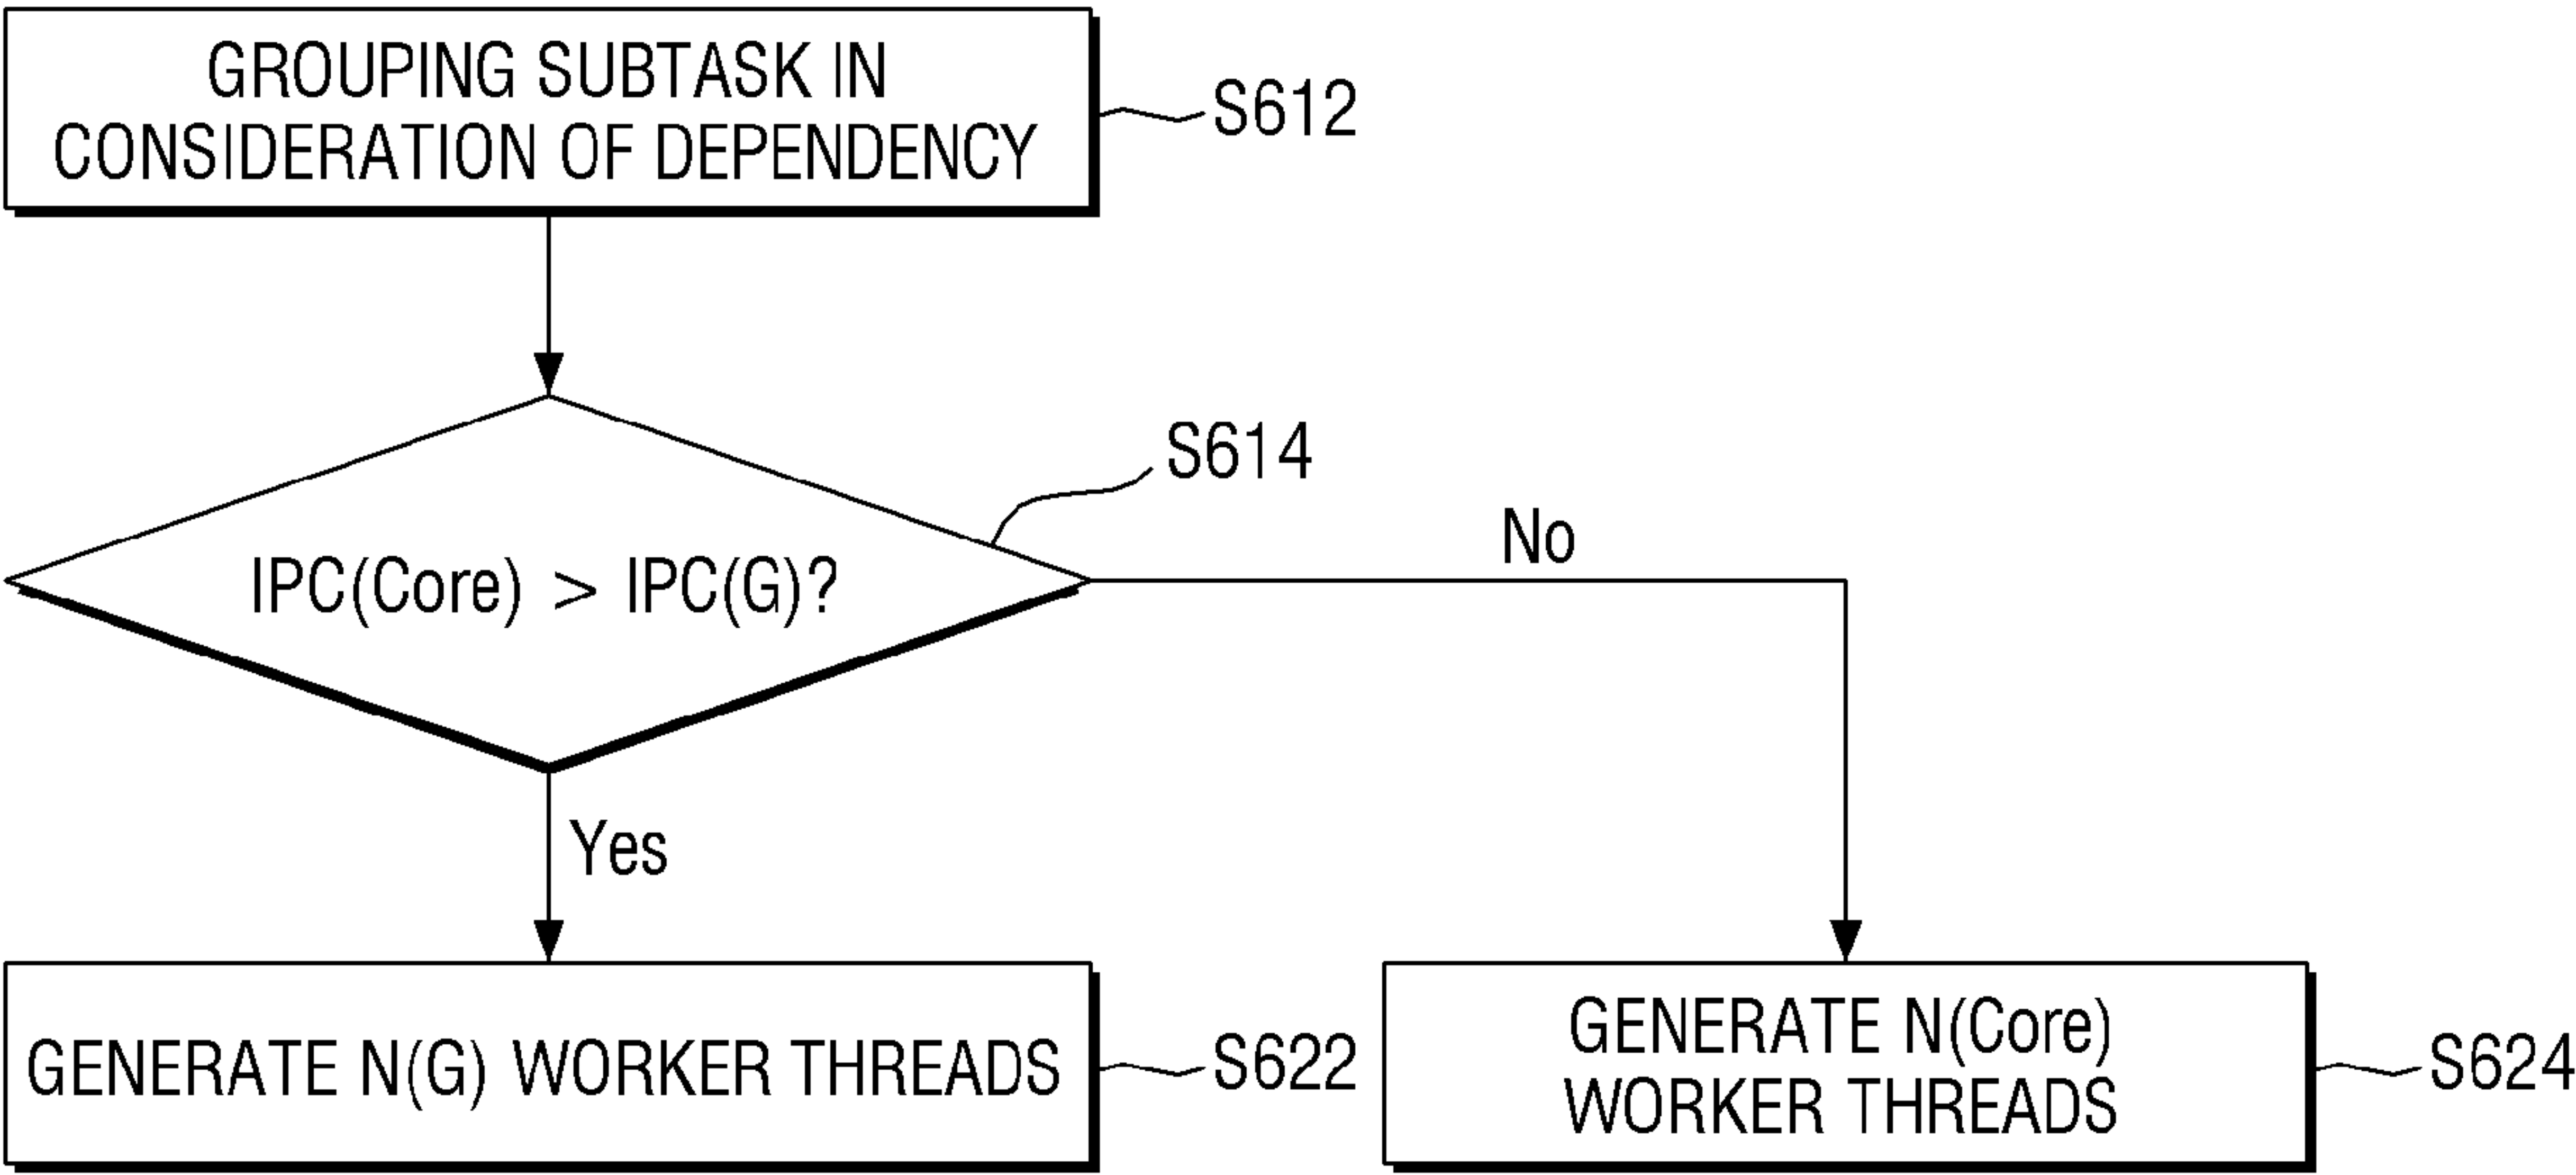 GROUPING SUBTASK IN
CONSIDERATION OF DEPENDENCY
S612
S614
IPC(Core) > IPC(G)?
No
Yes
GENERATE N(G) WORKER THREADS
S622
GENERATE N(Core)
WORKER THREADS
S624